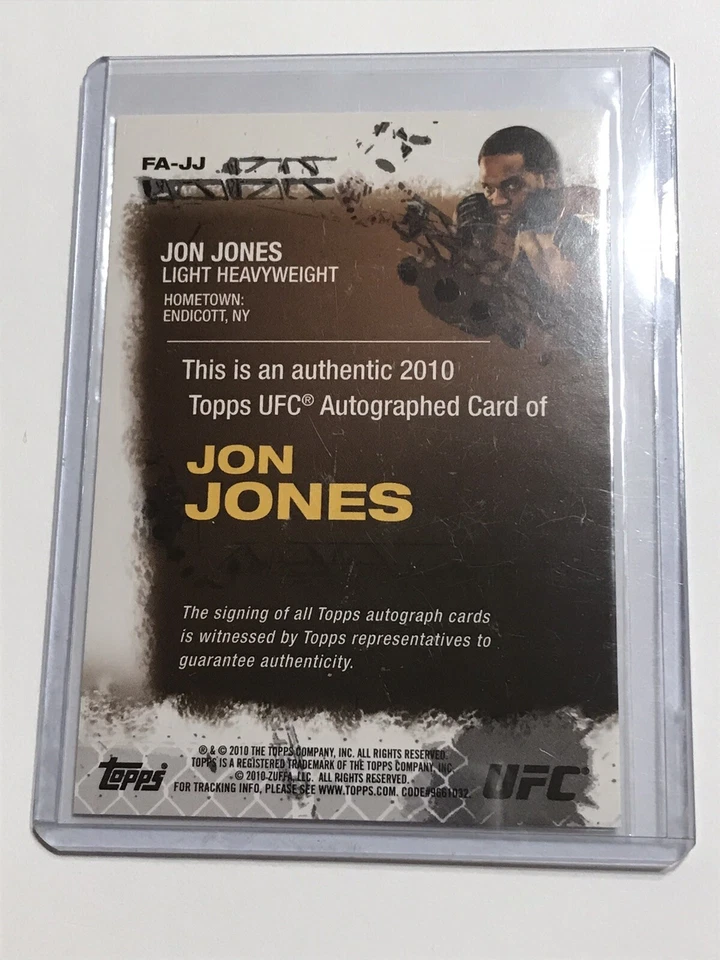 FA-JJ
JON JONES
LIGHT HEAVYWEIGHT
HOMETOWN:
ENDICOTT, NY
This is an authentic 2010
Topps UFC® Autographed Card of
JON
JONES
The signing of all Topps autograph cards
is witnessed by Topps representatives to
guarantee authenticity.
® & © 2010 THE TOPPS COMPANY, INC. ALL RIGHTS RESERVED.
TOPPS IS A REGISTERED TRADEMARK OF THE TOPPS COMPANY, INC.
© 2010 ZUFFA, LLC. ALL RIGHTS RESERVED.
FOR TRACKING INFO, PLEASE SEE WWW.TOPPS.COM. CODE#9661032
Topps
UFC